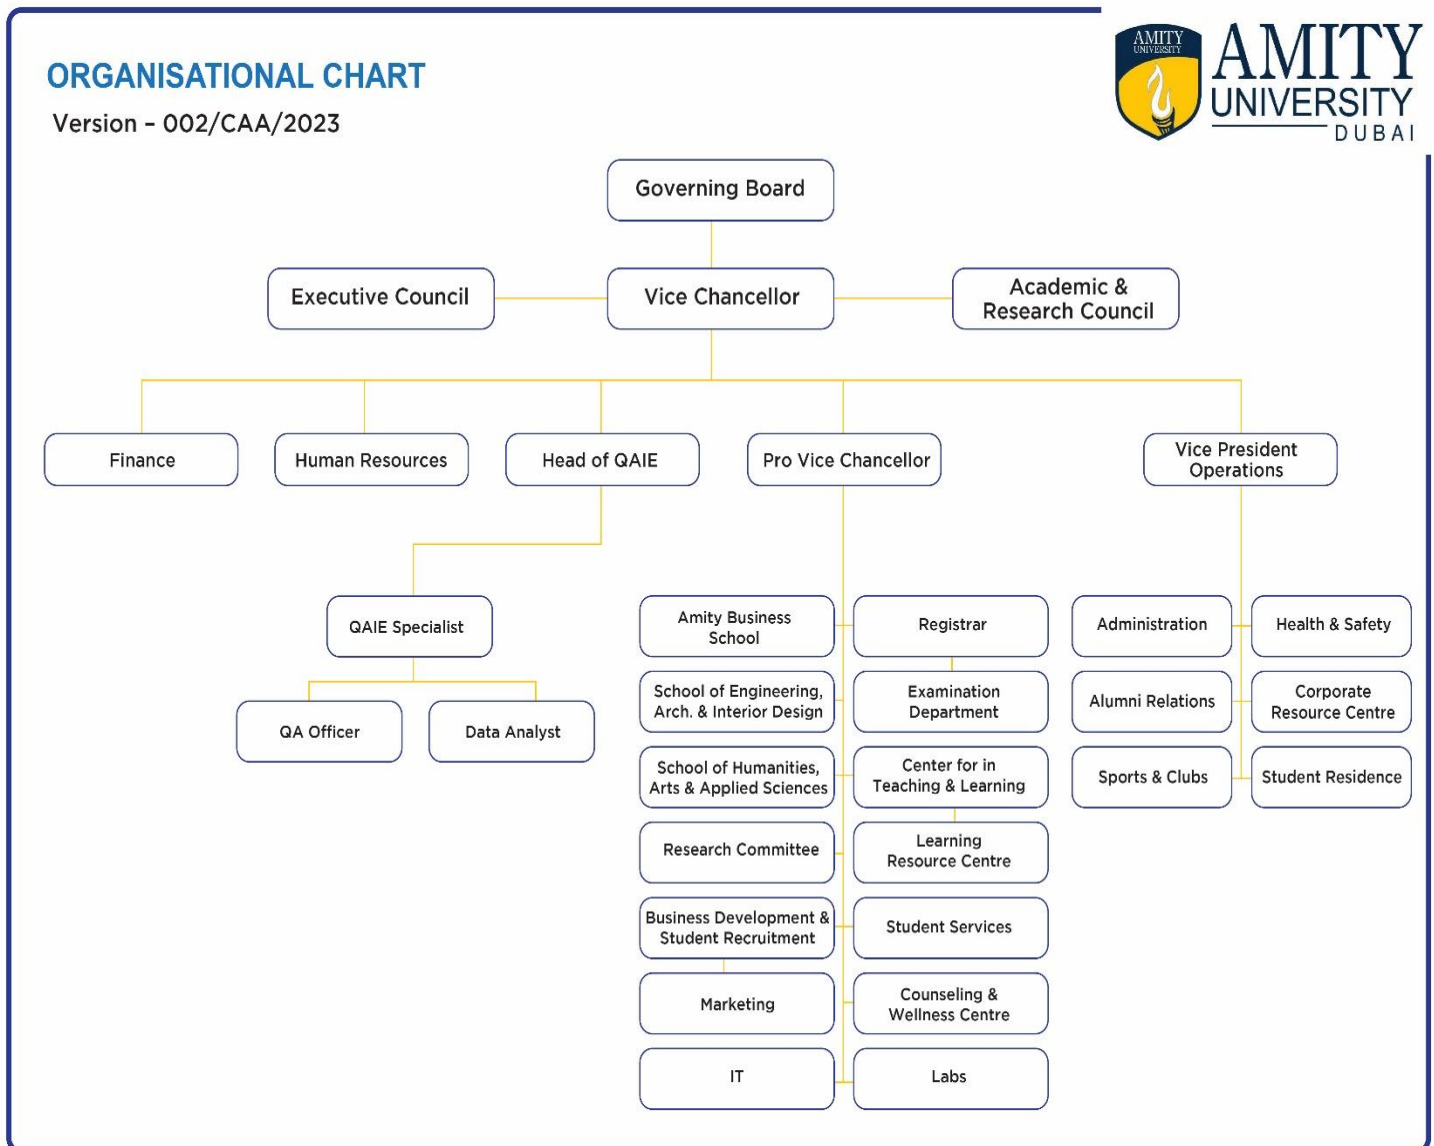 ORGANISATIONAL CHART
Version – 002/CAA/2023
AMITY
UNIVERSITY
AMITY
UNIVERSITY
DUBAI
Governing Board
Executive Council
Vice Chancellor
Academic &
Research Council
Finance
Human Resources
Head of QAIE
Pro Vice Chancellor
Vice President
Operations
QAIE Specialist
QA Officer
Data Analyst
Amity Business
School
Registrar
School of Engineering,
Arch. & Interior Design
Examination
Department
School of Humanities,
Arts & Applied Sciences
Center for in
Teaching & Learning
Research Committee
Learning
Resource Centre
Business Development &
Student Recruitment
Student Services
Marketing
Counseling &
Wellness Centre
IT
Labs
Administration
Health & Safety
Alumni Relations
Corporate
Resource Centre
Sports & Clubs
Student Residence